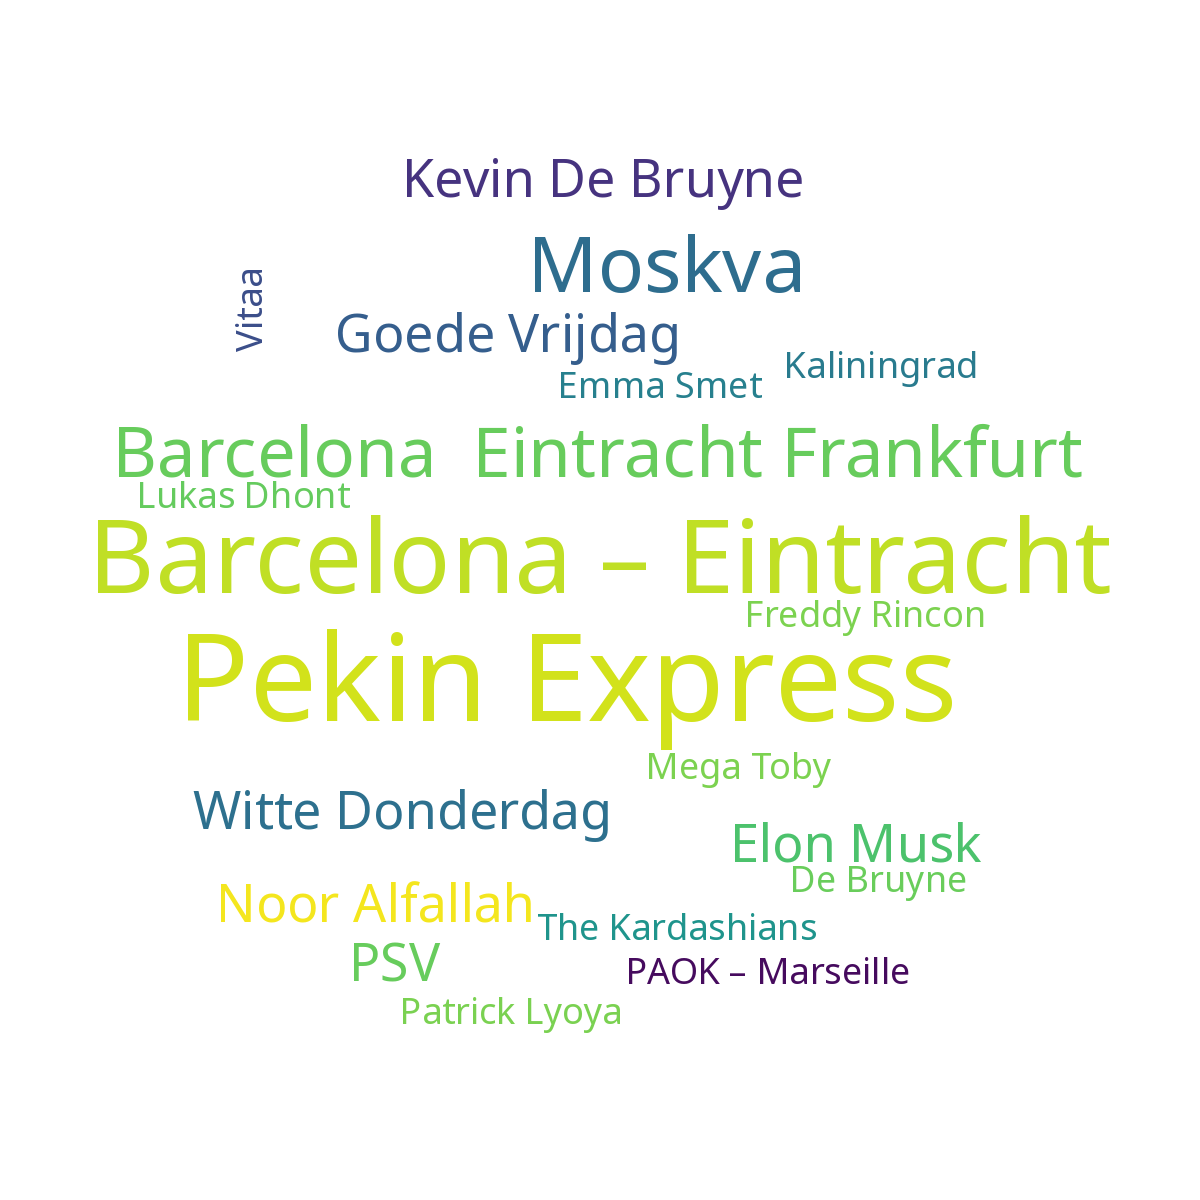 Kevin De Bruyne
Moskva
Vitaa
Goede Vrijdag
Kaliningrad
Emma Smet
Barcelona
Eintracht Frankfurt
Lukas Dhont
Barcelona – Eintracht
Freddy Rincon
Pekin Express
Mega Toby
Witte Donderdag
Elon Musk
De Bruyne
Noor Alfallah
The Kardashians
PSV
PAOK – Marseille
Patrick Lyoya